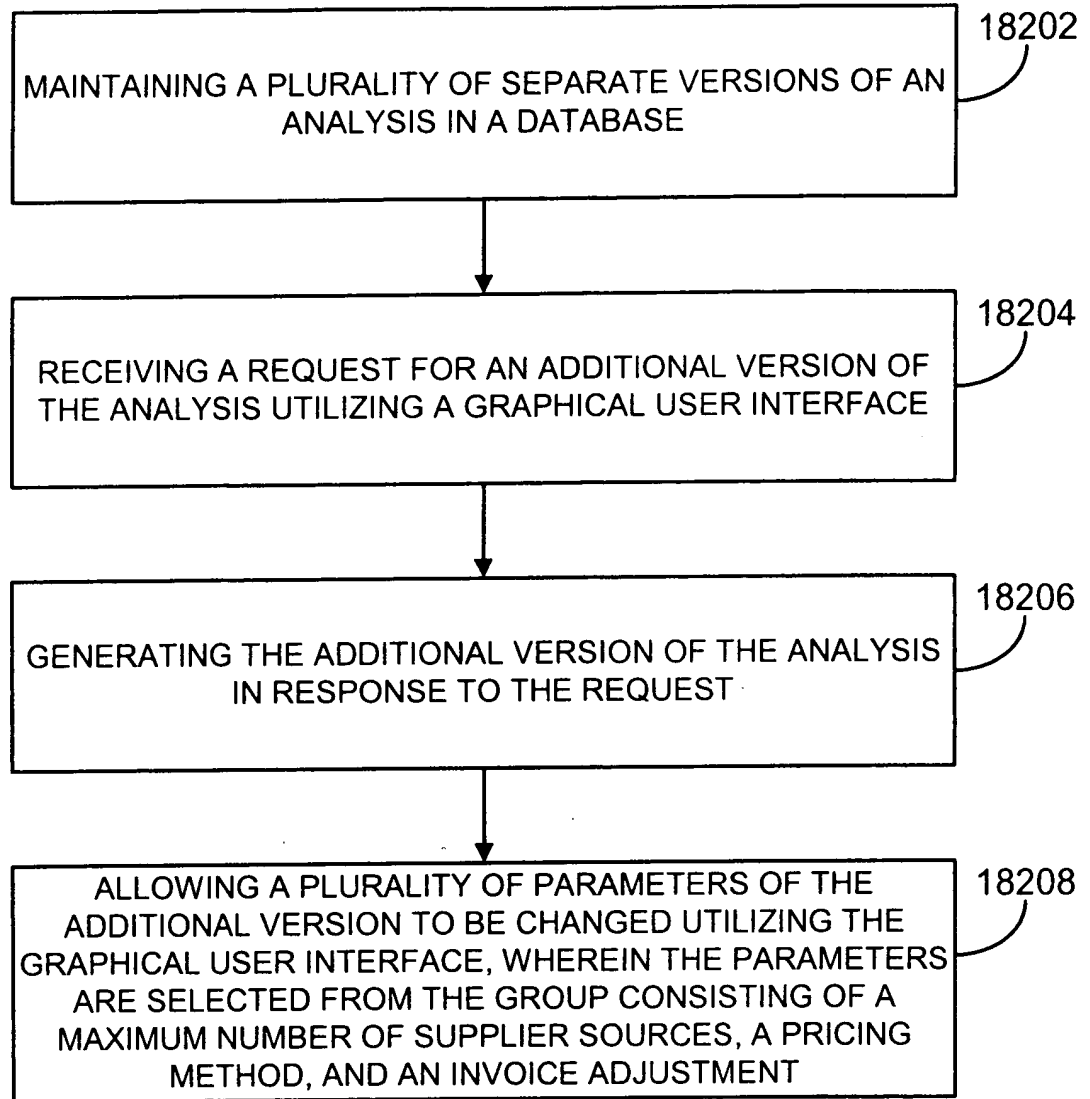 18202
MAINTAINING A PLURALITY OF SEPARATE VERSIONS OF AN
ANALYSIS IN A DATABASE
18204
RECEIVING A REQUEST FOR AN ADDITIONAL VERSION OF
THE ANALYSIS UTILIZING A GRAPHICAL USER INTERFACE
18206
GENERATING THE ADDITIONAL VERSION OF THE ANALYSIS
IN RESPONSE TO THE REQUEST
18208
ALLOWING A PLURALITY OF PARAMETERS OF THE
ADDITIONAL VERSION TO BE CHANGED UTILIZING THE
GRAPHICAL USER INTERFACE, WHEREIN THE PARAMETERS
ARE SELECTED FROM THE GROUP CONSISTING OF A
MAXIMUM NUMBER OF SUPPLIER SOURCES, A PRICING
METHOD, AND AN INVOICE ADJUSTMENT